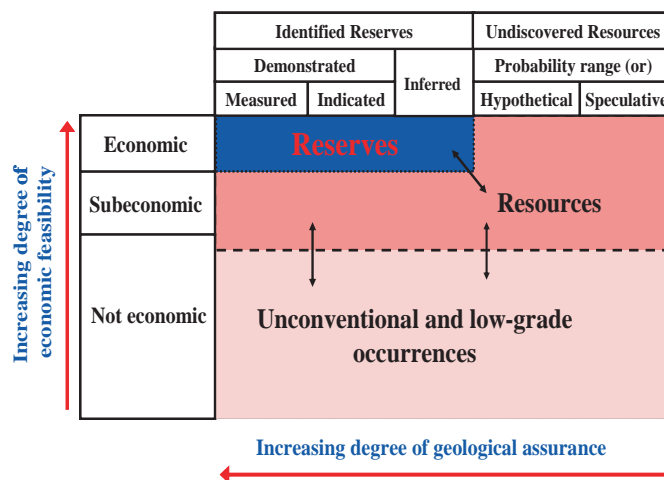 Identified Reserves
Undiscovered Resources
Demonstrated
Inferred
Probability range (or)
Measured
Indicated
Hypothetical
Speculative
Economic
Reserves
Subeconomic
Resources
Not economic
Unconventional and low-grade
occurrences
Increasing degree of
economic feasibility
Increasing degree of geological assurance